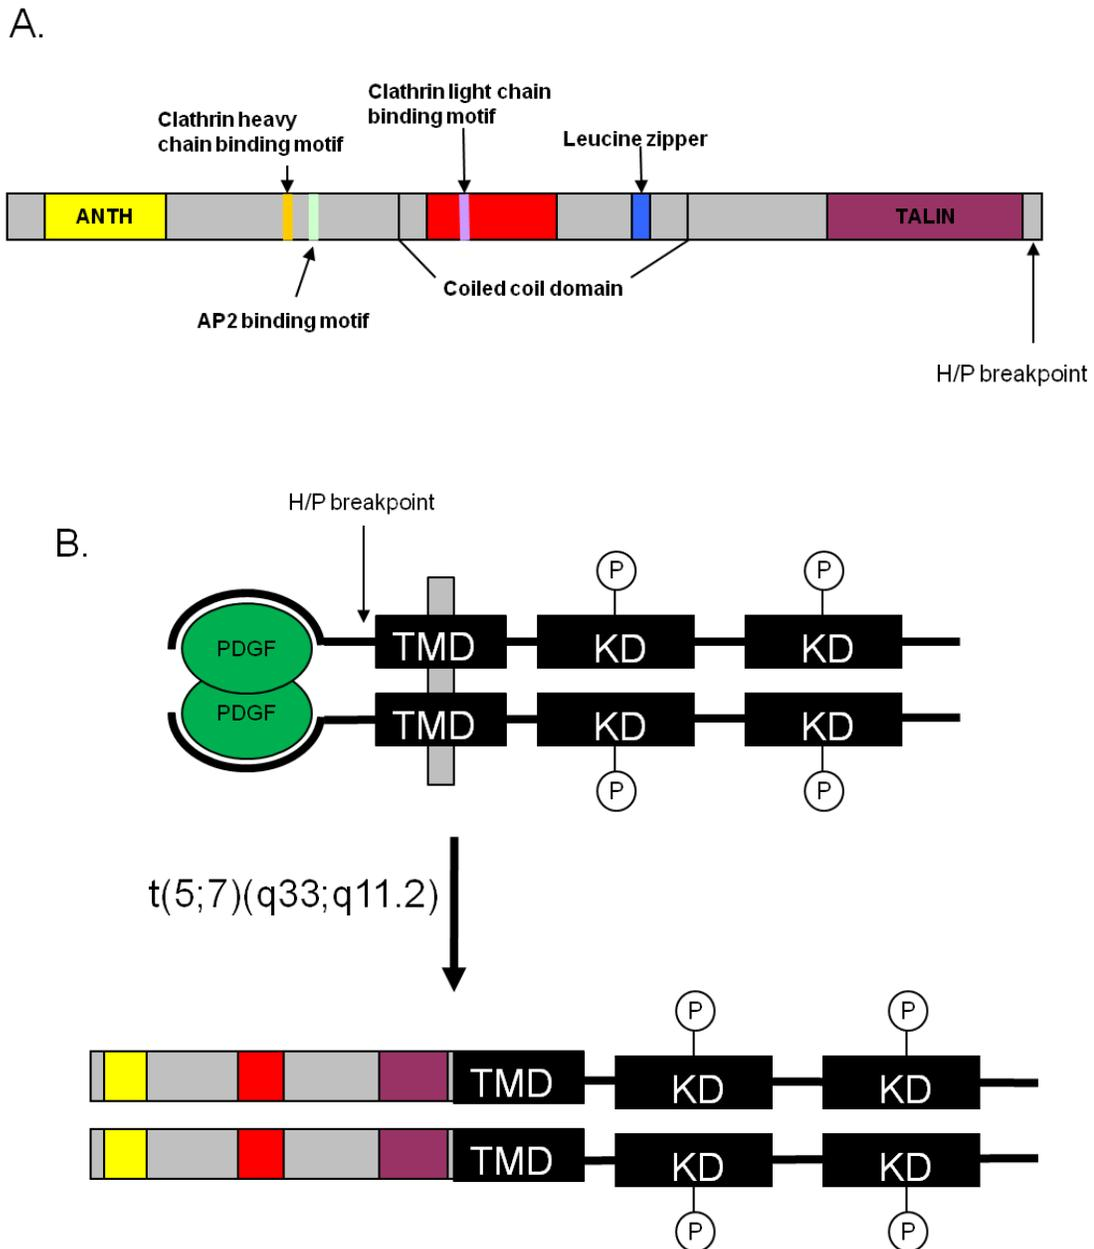 A.
Clathrin heavy
chain binding motif
Clathrin light chain
binding motif
Leucine zipper
ANTH
TALIN
Coiled coil domain
AP2 binding motif
H/P breakpoint
H/P breakpoint
B.
P P
PDGF TMD KD KD
PDGF TMD KD KD
P P
t(5;7)(q33;q11.2)
P P
TMD KD KD
TMD KD KD
P P